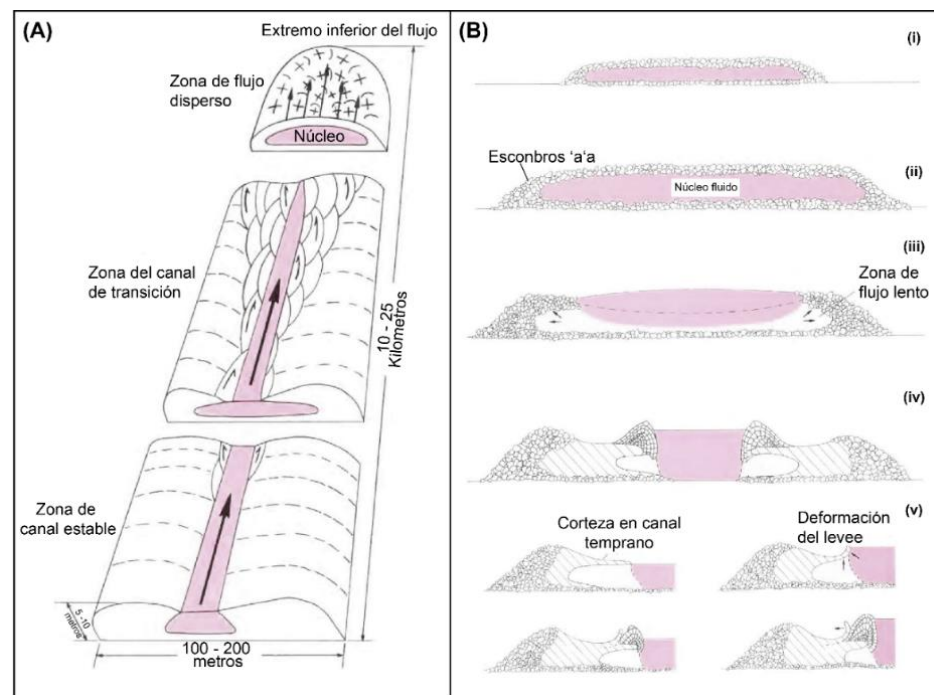 (A)
Extremo inferior del flujo
Zona de flujo
disperso
Núcleo
Zona del canal
de transición
10 - 25
Kilometros
Zona de
canal estable
5 -10
metros
100 - 200
metros
(B)
(i)
Esconbros ‘a‘a
(ii)
Núcleo fluido
(iii)
Zona de
flujo lento
(iv)
(v)
Corteza en canal
temprano
Deformación
del levee